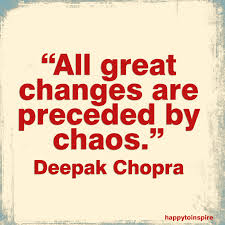 “All great
changes are
preceded by
chaos.”
Deepak Chopra
happytoinspire